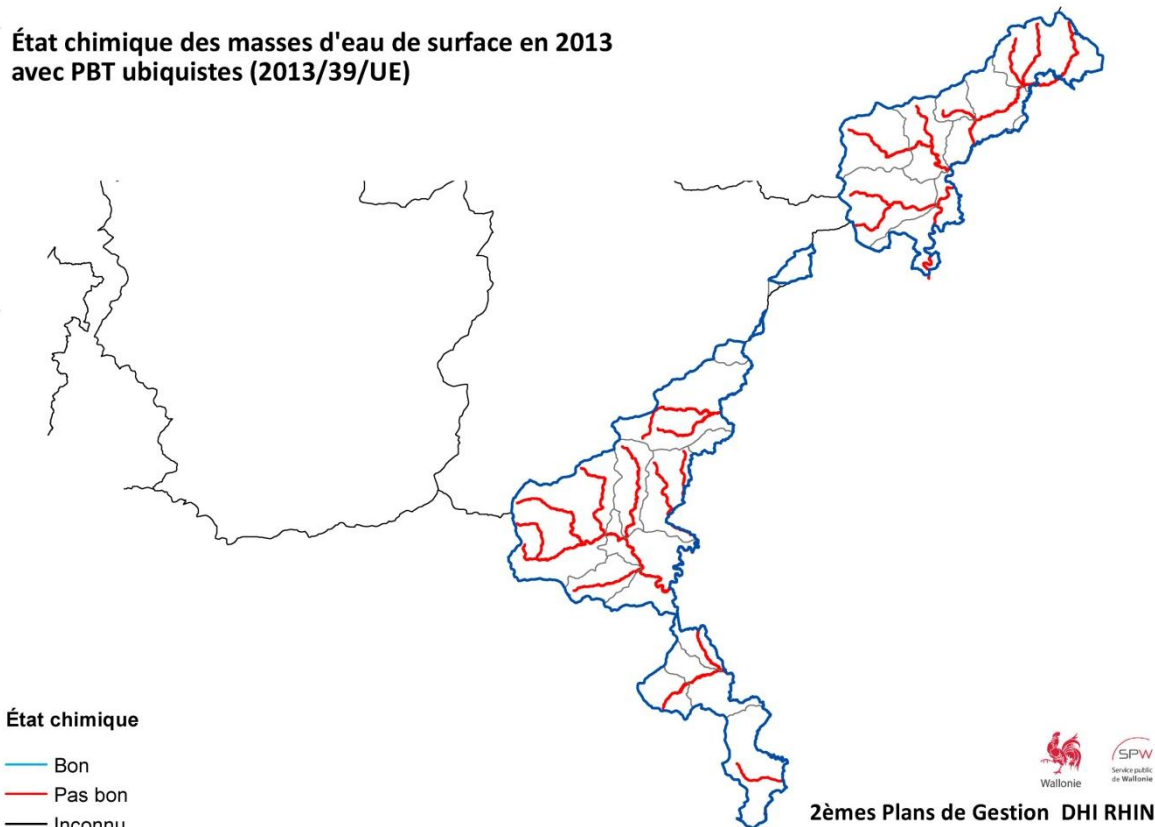 État chimique des masses d'eau de surface en 2013
avec PBT ubiquistes (2013/39/UE)
État chimique
Bon
Pas bon
Inconnu
Wallonie
SPW
Service public
de Wallonie
2èmes Plans de Gestion DHI RHIN